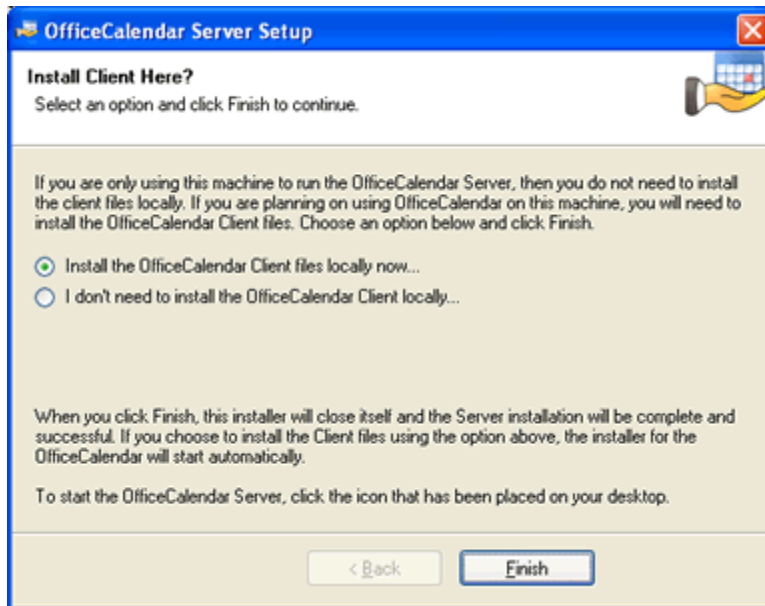 OfficeCalendar Server Setup
Install Client Here?
Select an option and click Finish to continue.
If you are only using this machine to run the OfficeCalendar Server, then you do not need to install
the client files locally. If you are planning on using OfficeCalendar on this machine, you will need to
install the OfficeCalendar Client files. Choose an option below and click Finish.
Install the OfficeCalendar Client files locally now...
I don't need to install the OfficeCalendar Client locally...
When you click Finish, this installer will close itself and the Server installation will be complete and
successful. If you choose to install the Client files using the option above, the installer for the
OfficeCalendar will start automatically.
To start the OfficeCalendar Server, click the icon that has been placed on your desktop.
< Back
Finish